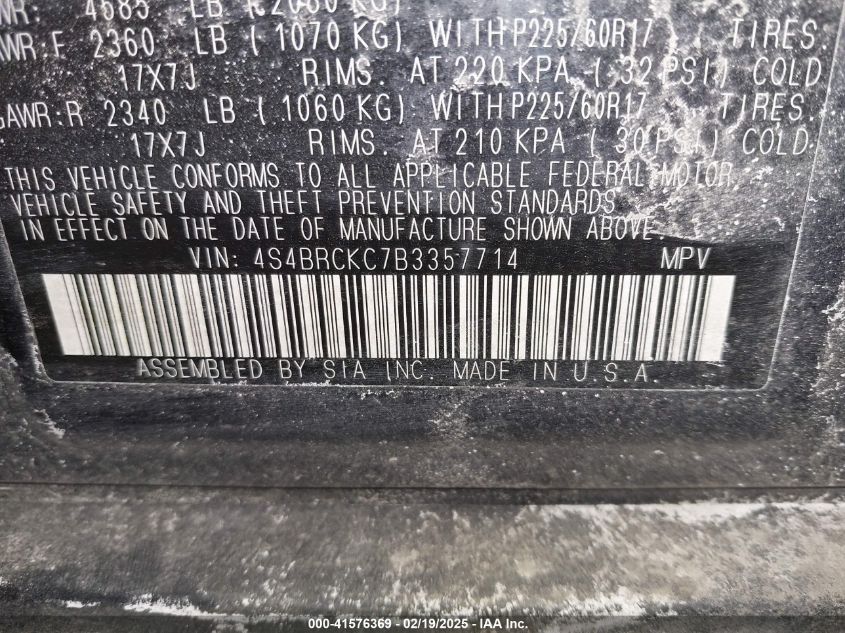 4685 LB
GAWR:F 2360 LB ( 1070 KG) WITH P225/60R17 TIRES.
17X7J RIMS. AT 220 KPA ( 32 PSI) COLD
GAWR:R 2340 LB ( 1060 KG) WITH P225/60R17 TIRES.
17X7J RIMS. AT 210 KPA ( 30 PSI) COLD
THIS VEHICLE CONFORMS TO ALL APPLICABLE FEDERAL MOTOR
VEHICLE SAFETY AND THEFT PREVENTION STANDARDS
IN EFFECT ON THE DATE OF MANUFACTURE SHOWN ABOVE.
VIN: 4S4BRCKC7B3357714 MPV
ASSEMBLED BY SIA INC. MADE IN U.S.A.
000-41576369 — 02/19/2025 — IAA Inc.